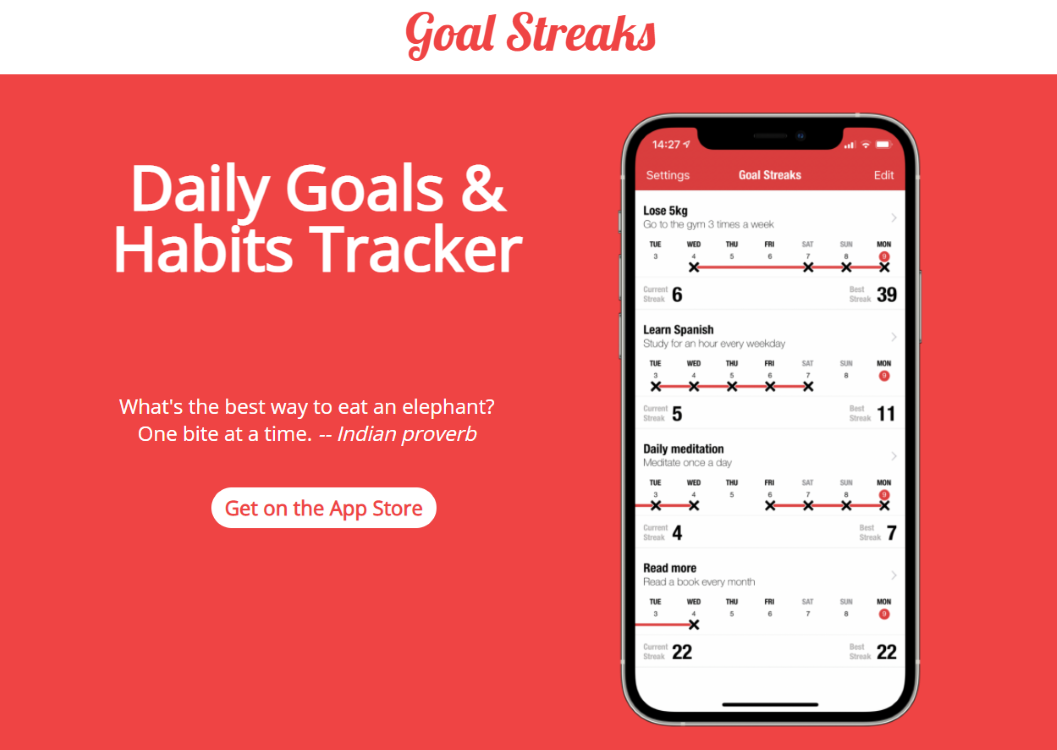 Goal Streaks
Daily Goals &
Habits Tracker
What's the best way to eat an elephant?
One bite at a time. -- Indian proverb
Get on the App Store
14:27
Settings Goal Streaks Edit
Lose 5kg
Go to the gym 3 times a week
TUE WED THU FRI SAT SUN MON
3 4 5 6 7 8 9
Current Streak 6 Best Streak 39
Learn Spanish
Study for an hour every weekday
TUE WED THU FRI SAT SUN MON
3 4 5 6 7 8 9
Current Streak 5 Best Streak 11
Daily meditation
Meditate once a day
TUE WED THU FRI SAT SUN MON
3 4 5 6 7 8 9
Current Streak 4 Best Streak 7
Read more
Read a book every month
TUE WED THU FRI SAT SUN MON
3 4 5 6 7 8 9
Current Streak 22 Best Streak 22